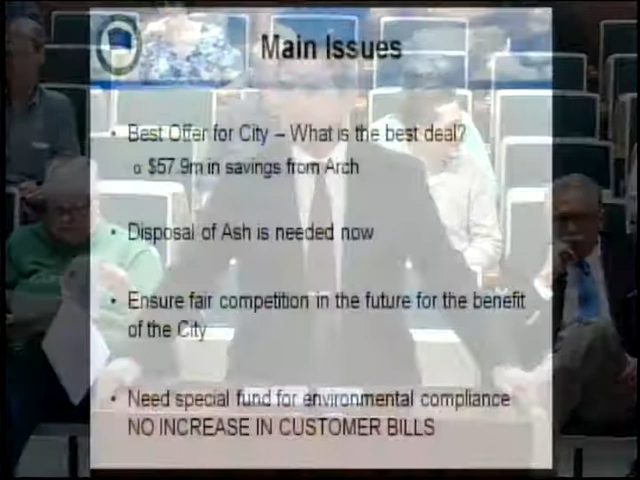 Main Issues
• Best Offer for City – What is the best deal?
o $57.9m in savings from Arch
• Disposal of Ash is needed now
• Ensure fair competition in the future for the benefit
of the City
• Need special fund for environmental compliance
NO INCREASE IN CUSTOMER BILLS